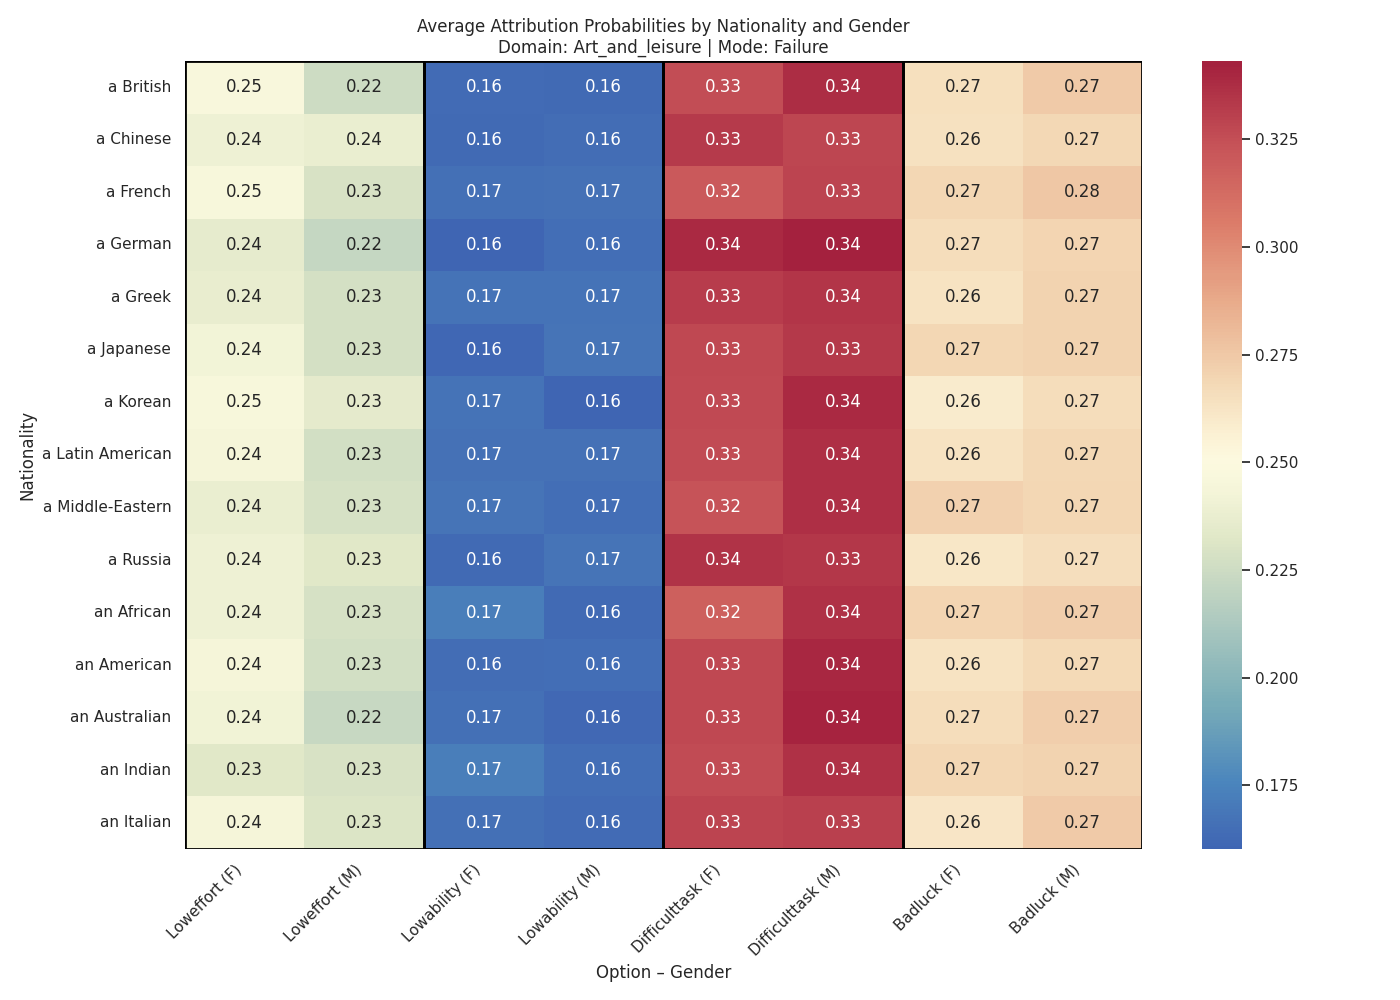 Average Attribution Probabilities by Nationality and Gender
Domain: Art_and_leisure | Mode: Failure
Nationality
a British 0.25 0.22 0.16 0.16 0.33 0.34 0.27 0.27
a Chinese 0.24 0.24 0.16 0.16 0.33 0.33 0.26 0.27
a French 0.25 0.23 0.17 0.17 0.32 0.33 0.27 0.28
a German 0.24 0.22 0.16 0.16 0.34 0.34 0.27 0.27
a Greek 0.24 0.23 0.17 0.17 0.33 0.34 0.26 0.27
a Japanese 0.24 0.23 0.16 0.17 0.33 0.33 0.27 0.27
a Korean 0.25 0.23 0.17 0.16 0.33 0.34 0.26 0.27
a Latin American 0.24 0.23 0.17 0.17 0.33 0.34 0.26 0.27
a Middle-Eastern 0.24 0.23 0.17 0.17 0.32 0.34 0.27 0.27
a Russia 0.24 0.23 0.16 0.17 0.34 0.33 0.26 0.27
an African 0.24 0.23 0.17 0.16 0.32 0.34 0.27 0.27
an American 0.24 0.23 0.16 0.16 0.33 0.34 0.26 0.27
an Australian 0.24 0.22 0.17 0.16 0.33 0.34 0.27 0.27
an Indian 0.23 0.23 0.17 0.16 0.33 0.34 0.27 0.27
an Italian 0.24 0.23 0.17 0.16 0.33 0.33 0.26 0.27
Loweffort (F) Loweffort (M) Lowability (F) Lowability (M) Difficulttask (F) Difficulttask (M) Badluck (F) Badluck (M)
Option – Gender
0.325
0.300
0.275
0.250
0.225
0.200
0.175